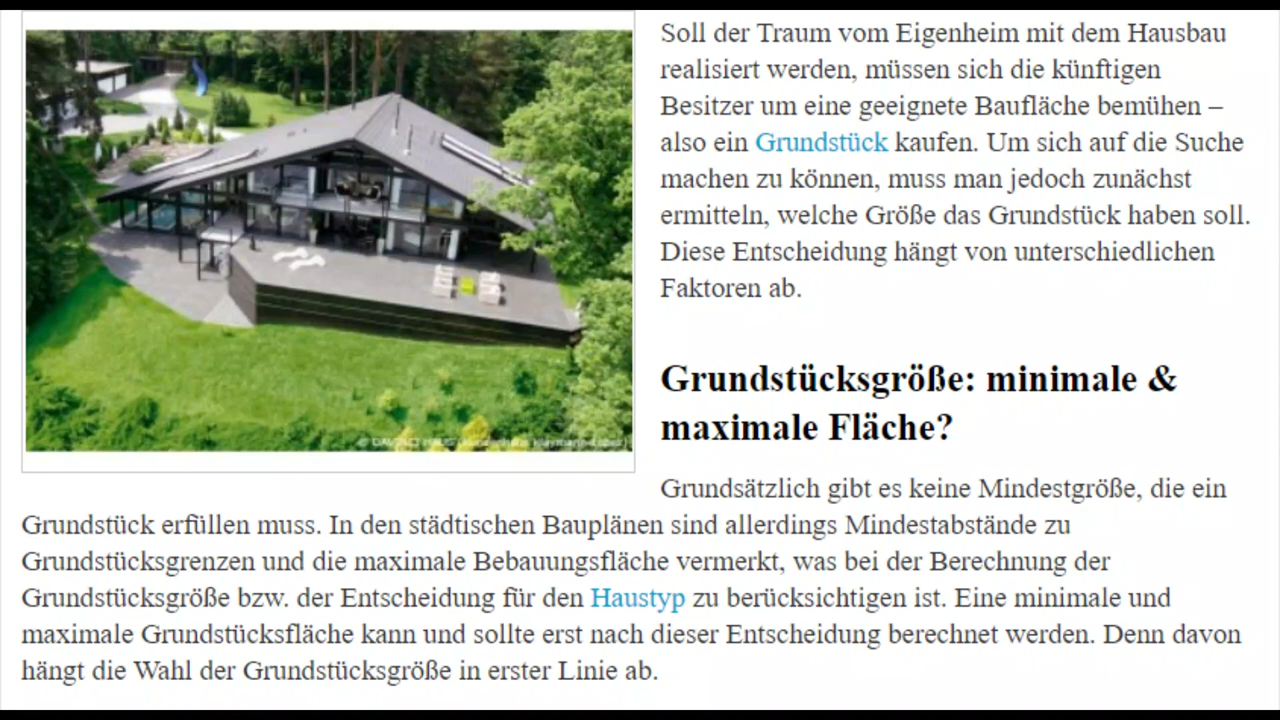 Soll der Traum vom Eigenheim mit dem Hausbau
realisiert werden, müssen sich die künftigen
Besitzer um eine geeignete Baufläche bemühen –
also ein Grundstück kaufen. Um sich auf die Suche
machen zu können, muss man jedoch zunächst
ermitteln, welche Größe das Grundstück haben soll.
Diese Entscheidung hängt von unterschiedlichen
Faktoren ab.
Grundstücksgröße: minimale &
maximale Fläche?
© DAVINCI HAUS
Grundsätzlich gibt es keine Mindestgröße, die ein
Grundstück erfüllen muss. In den städtischen Bauplänen sind allerdings Mindestabstände zu
Grundstücksgrenzen und die maximale Bebauungsfläche vermerkt, was bei der Berechnung der
Grundstücksgröße bzw. der Entscheidung für den Haustyp zu berücksichtigen ist. Eine minimale und
maximale Grundstücksfläche kann und sollte erst nach dieser Entscheidung berechnet werden. Denn davon
hängt die Wahl der Grundstücksgröße in erster Linie ab.